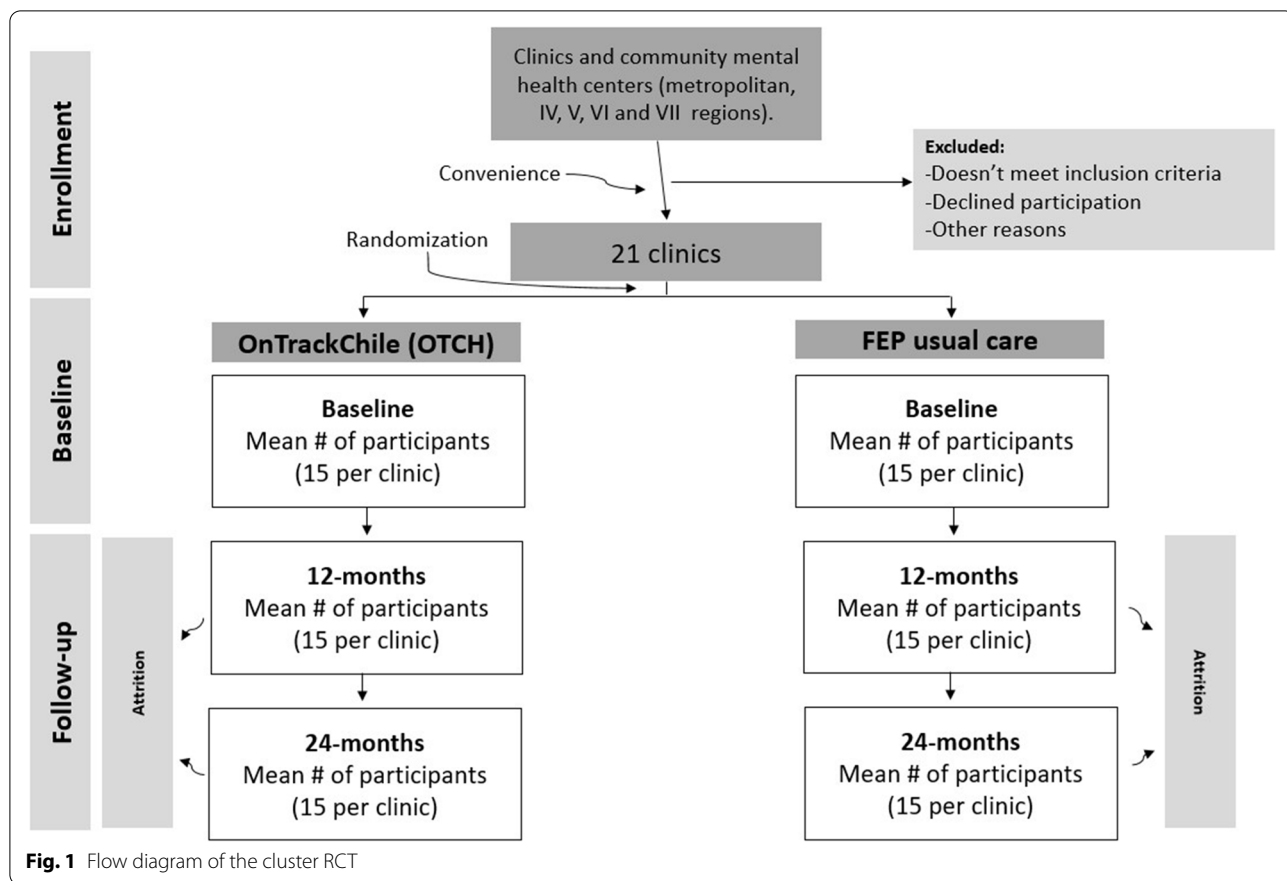 Enrollment
Clinics and community mental
health centers (metropolitan,
IV, V, VI and VII regions).
Excluded:
-Doesn't meet inclusion criteria
-Declined participation
-Other reasons
Convenience
Randomization
21 clinics
Baseline
OnTrackChile (OTCH)
FEP usual care
Baseline
Mean # of participants
(15 per clinic)
Baseline
Mean # of participants
(15 per clinic)
Follow-up
Attrition
12-months
Mean # of participants
(15 per clinic)
12-months
Mean # of participants
(15 per clinic)
Attrition
24-months
Mean # of participants
(15 per clinic)
24-months
Mean # of participants
(15 per clinic)
Fig. 1 Flow diagram of the cluster RCT